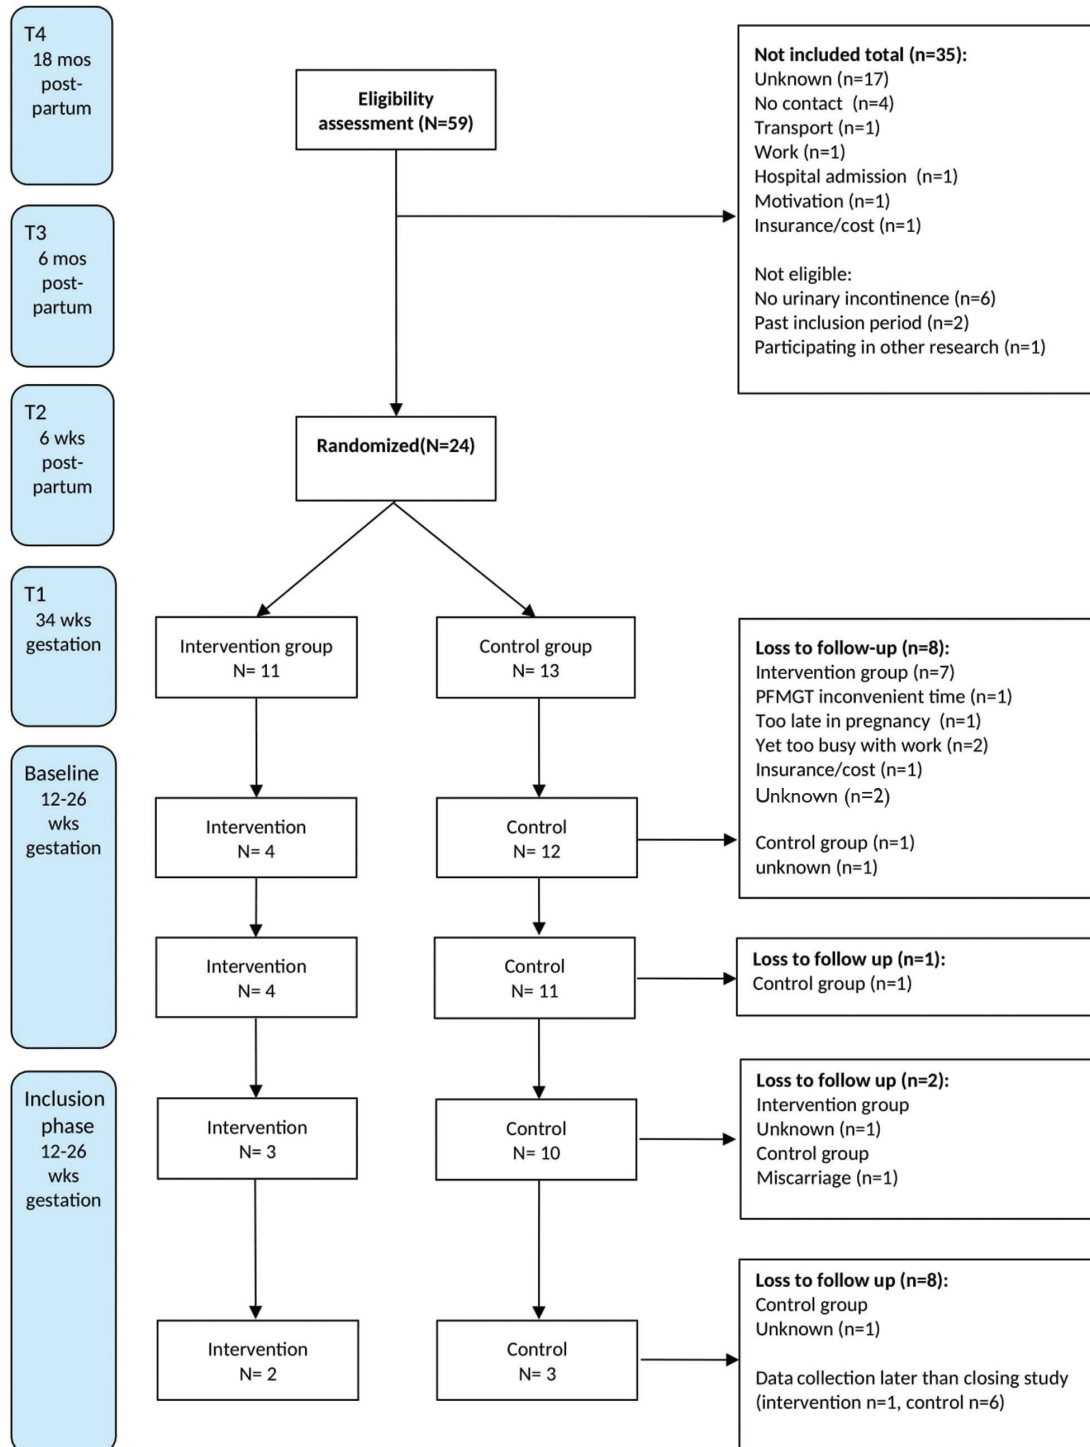 T4
18 mos
post-
partum
T3
6 mos
post-
partum
T2
6 wks
post-
partum
T1
34 wks
gestation
Baseline
12-26
wks
gestation
Inclusion
phase
12-26
wks
gestation
Eligibility
assessment (N=59)
Not included total (n=35):
Unknown (n=17)
No contact (n=4)
Transport (n=1)
Work (n=1)
Hospital admission (n=1)
Motivation (n=1)
Insurance/cost (n=1)
Not eligible:
No urinary incontinence (n=6)
Past inclusion period (n=2)
Participating in other research (n=1)
Randomized(N=24)
Intervention group
N= 11
Control group
N= 13
Intervention
N= 4
Control
N= 12
Loss to follow-up (n=8):
Intervention group (n=7)
PFMGT inconvenient time (n=1)
Too late in pregnancy (n=1)
Yet too busy with work (n=2)
Insurance/cost (n=1)
Unknown (n=2)
Control group (n=1)
unknown (n=1)
Intervention
N= 4
Control
N= 11
Loss to follow up (n=1):
Control group (n=1)
Intervention
N= 3
Control
N= 10
Loss to follow up (n=2):
Intervention group
Unknown (n=1)
Control group
Miscarriage (n=1)
Intervention
N= 2
Control
N= 3
Loss to follow up (n=8):
Control group
Unknown (n=1)
Data collection later than closing study
(intervention n=1, control n=6)